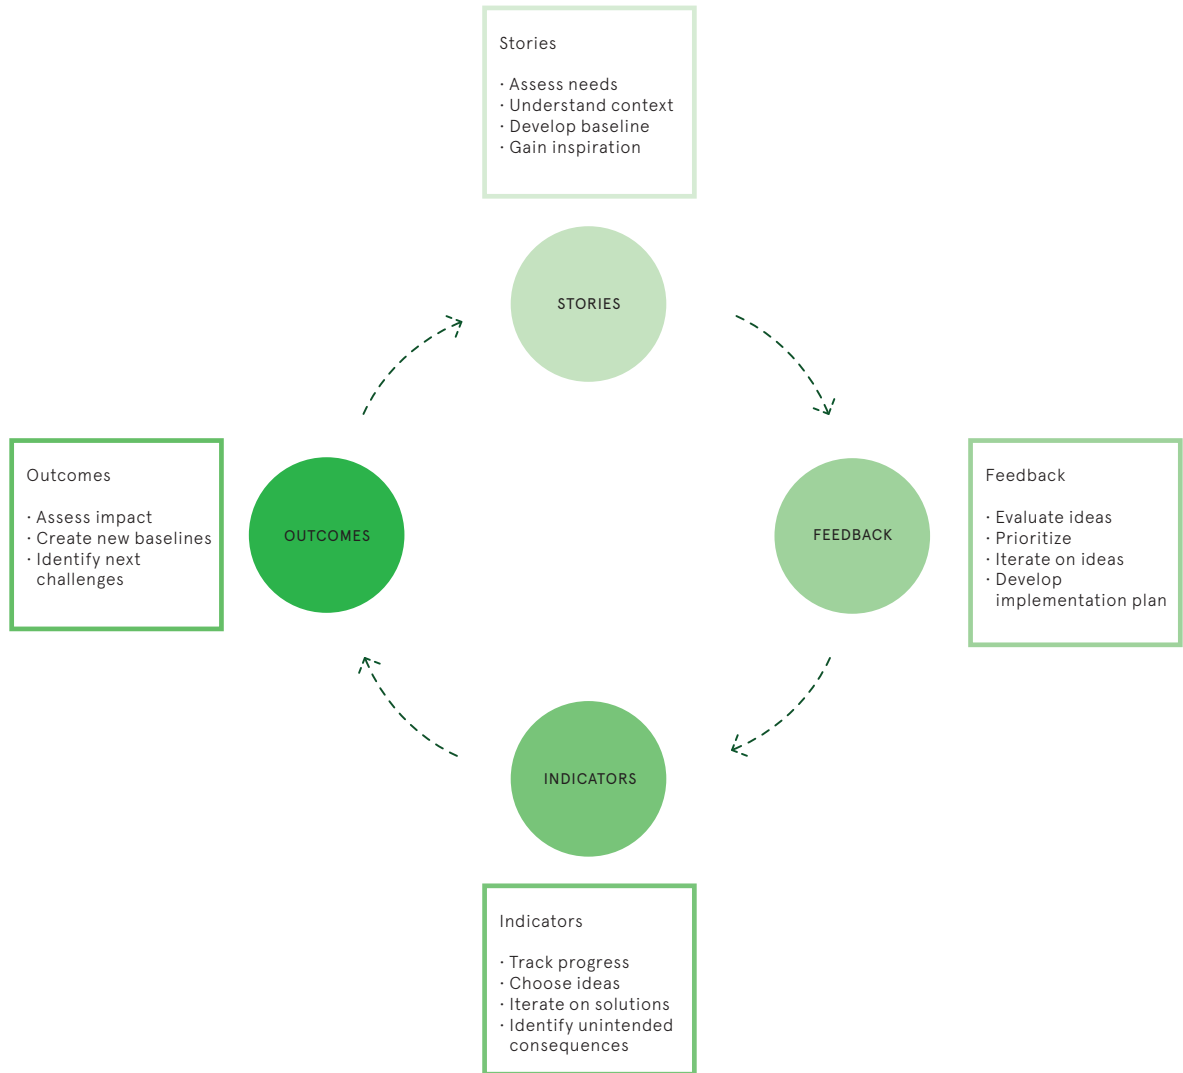 Stories
· Assess needs
· Understand context
· Develop baseline
· Gain inspiration
STORIES
Outcomes
· Assess impact
· Create new baselines
· Identify next
challenges
OUTCOMES
FEEDBACK
Feedback
· Evaluate ideas
· Prioritize
· Iterate on ideas
· Develop
implementation plan
INDICATORS
Indicators
· Track progress
· Choose ideas
· Iterate on solutions
· Identify unintended
consequences